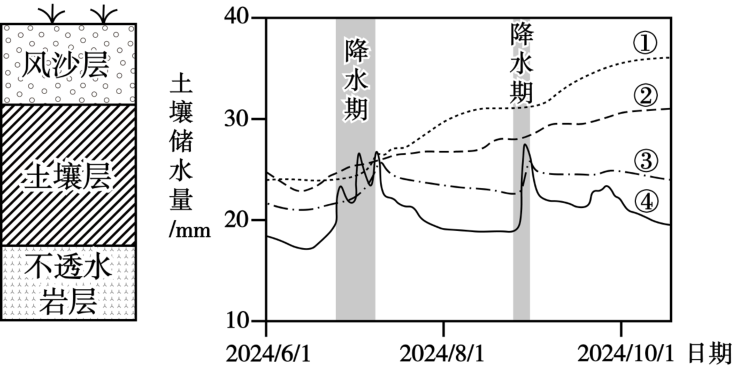 风沙层
土壤层
不透水
岩层
土壤储水量/mm
40
30
20
10
降水期
降水期
①
②
③
④
2024/6/1
2024/8/1
2024/10/1
日期